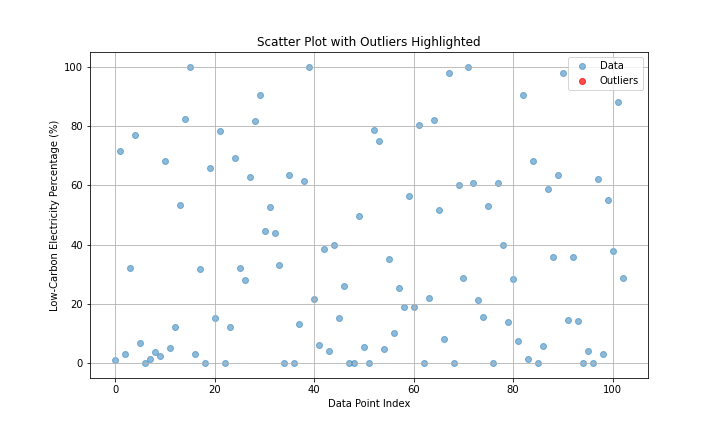 Scatter Plot with Outliers Highlighted
Low-Carbon Electricity Percentage (%)
100
80
60
40
20
0
Data
Outliers
0
20
40
60
80
100
Data Point Index